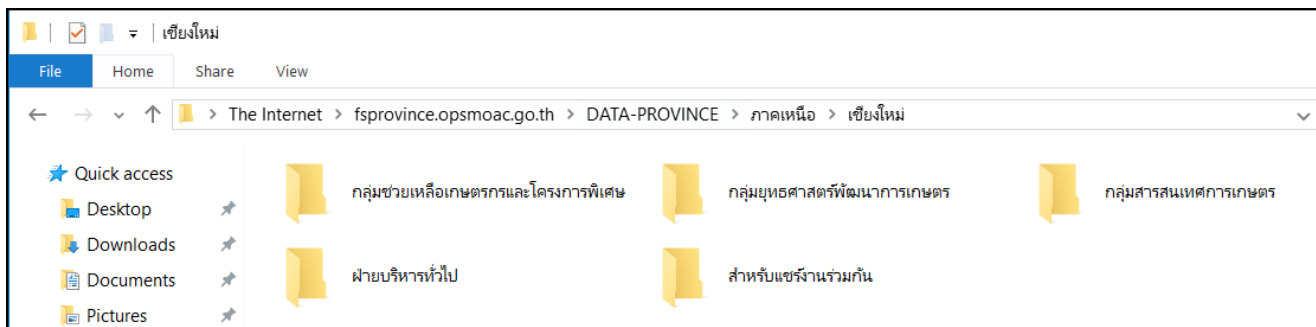 เชียงใหม่
File Home Share View
The Internet > fsprovince.opsmoac.go.th > DATA-PROVINCE > ภาคเหนือ > เชียงใหม่
Quick access
Desktop
Downloads
Documents
Pictures
กลุ่มช่วยเหลือเกษตรกรและโครงการพิเศษ
กลุ่มยุทธศาสตร์พัฒนาการเกษตร
กลุ่มสารสนเทศการเกษตร
ฝ่ายบริหารทั่วไป
สำหรับแชร์งานร่วมกัน